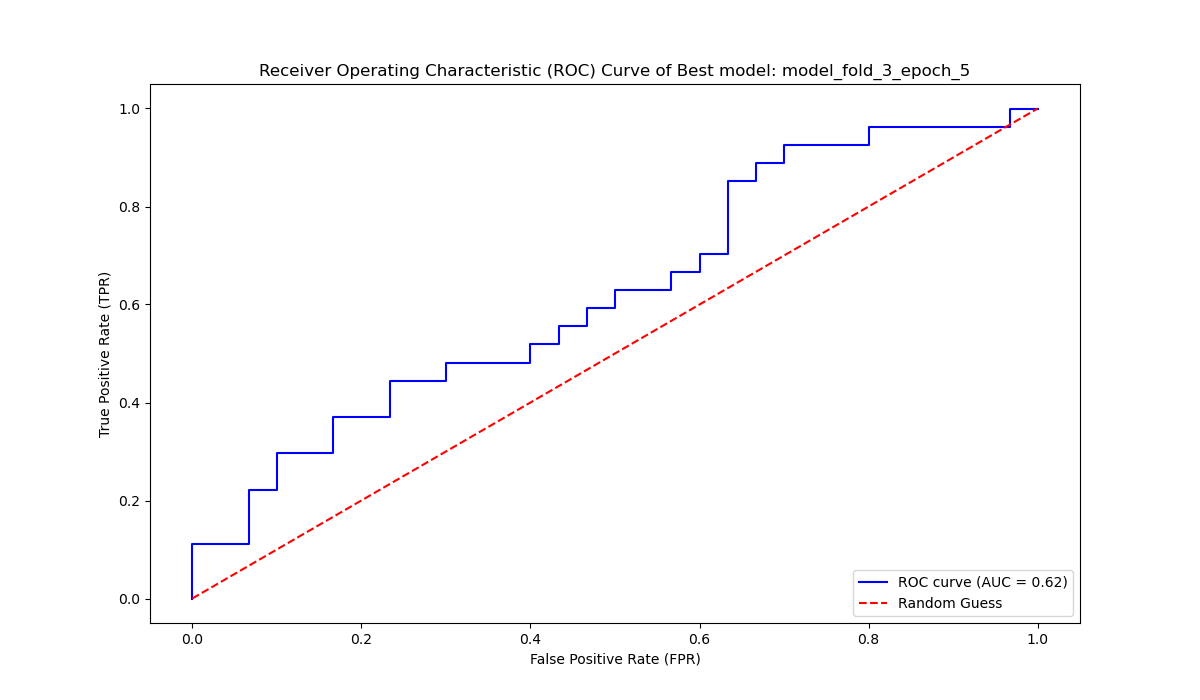 Receiver Operating Characteristic (ROC) Curve of Best model: model_fold_3_epoch_5
1.0
0.8
0.6
0.4
0.2
0.0
True Positive Rate (TPR)
ROC curve (AUC = 0.62)
Random Guess
0.0 0.2 0.4 0.6 0.8 1.0
False Positive Rate (FPR)